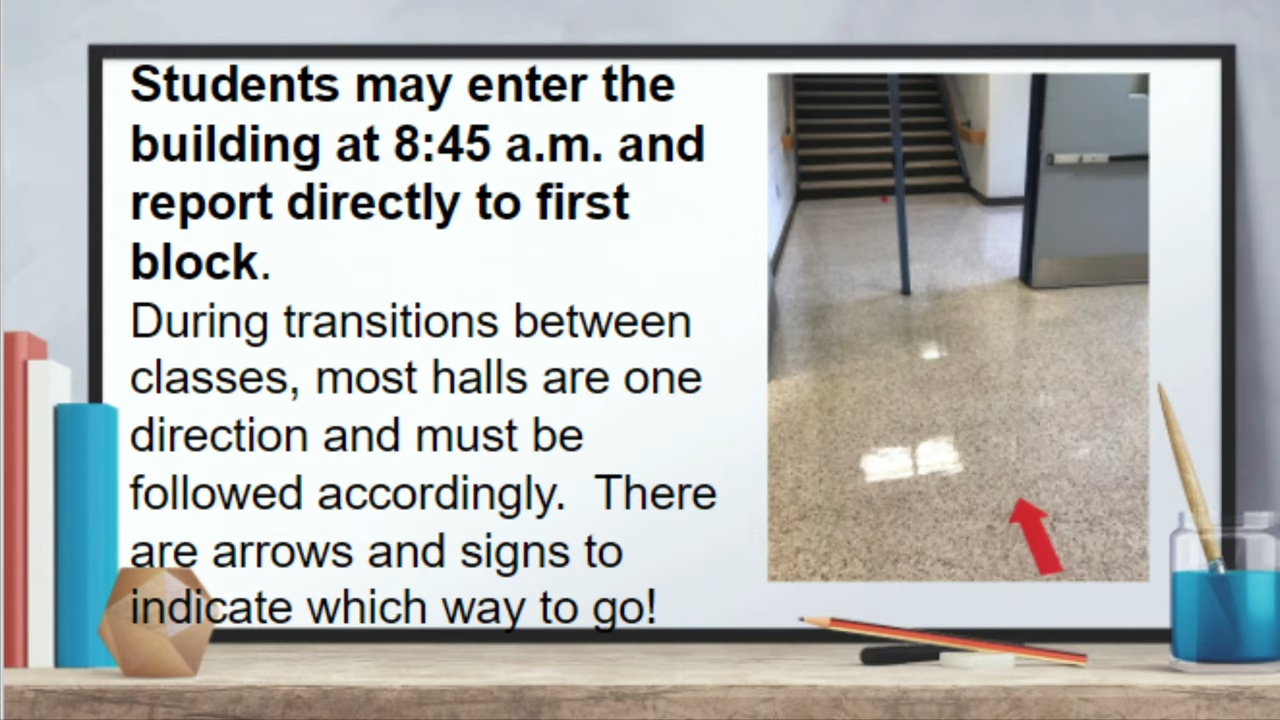 Students may enter the
building at 8:45 a.m. and
report directly to first
block.
During transitions between
classes, most halls are one
direction and must be
followed accordingly.  There
are arrows and signs to
indicate which way to go!